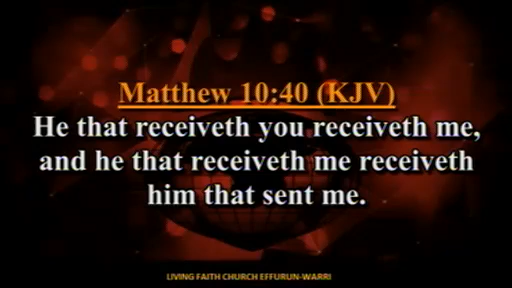 Matthew 10:40 (KJV)
He that receiveth you receiveth me,
and he that receiveth me receiveth
him that sent me.
LIVING FAITH CHURCH EFFURUN-WARRI